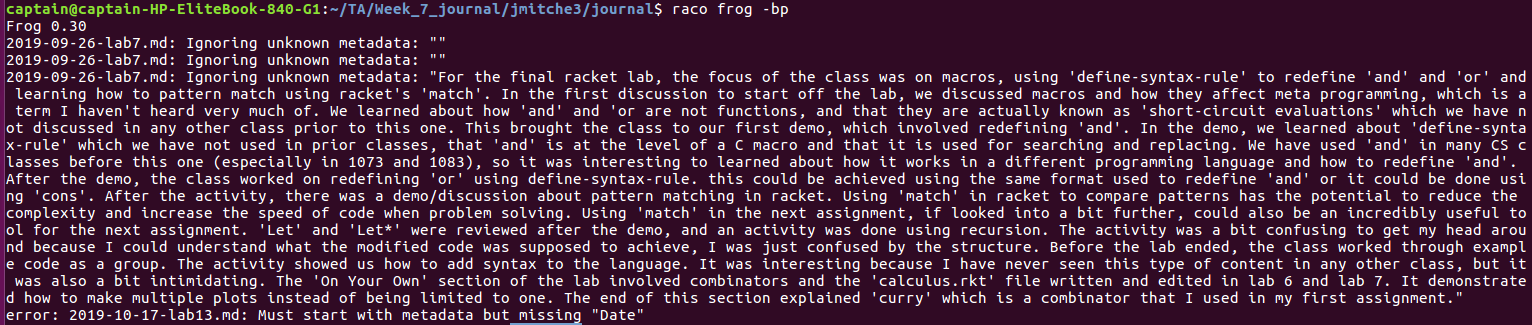 captain@captain-HP-EliteBook-840-G1:~/TA/Week_7_journal/jmitche3/journal$ raco frog -bp
Frog 0.30
2019-09-26-lab7.md: Ignoring unknown metadata: ""
2019-09-26-lab7.md: Ignoring unknown metadata: ""
2019-09-26-lab7.md: Ignoring unknown metadata: "For the final racket lab, the focus of the class was on macros, using 'define-syntax-rule' to redefine 'and' and 'or' and
 learning how to pattern match using racket's 'match'. In the first discussion to start off the lab, we discussed macros and how they affect meta programming, which is a
 term I haven't heard very much of. We learned about how 'and' and 'or are not functions, and that they are actually known as 'short-circuit evaluations' which we have n
ot discussed in any other class prior to this one. This brought the class to our first demo, which involved redefining 'and'. In the demo, we learned about 'define-synta
x-rule' which we have not used in prior classes, that 'and' is at the level of a C macro and that it is used for searching and replacing. We have used 'and' in many CS c
lasses before this one (especially in 1073 and 1083), so it was interesting to learned about how it works in a different programming language and how to redefine 'and'.
After the demo, the class worked on redefining 'or' using define-syntax-rule. this could be achieved using the same format used to redefine 'and' or it could be done usi
ng 'cons'. After the activity, there was a demo/discussion about pattern matching in racket. Using 'match' in racket to compare patterns has the potential to reduce the
complexity and increase the speed of code when problem solving. Using 'match' in the next assignment, if looked into a bit further, could also be an incredibly useful to
ol for the next assignment. 'Let' and 'Let*' were reviewed after the demo, and an activity was done using recursion. The activity was a bit confusing to get my head arou
nd because I could understand what the modified code was supposed to achieve, I was just confused by the structure. Before the lab ended, the class worked through exampl
e code as a group. The activity showed us how to add syntax to the language. It was interesting because I have never seen this type of content in any other class, but it
 was also a bit intimidating. The 'On Your Own' section of the lab involved combinators and the 'calculus.rkt' file written and edited in lab 6 and lab 7. It demonstrate
d how to make multiple plots instead of being limited to one. The end of this section explained 'curry' which is a combinator that I used in my first assignment."
error: 2019-10-17-lab13.md: Must start with metadata but missing "Date"